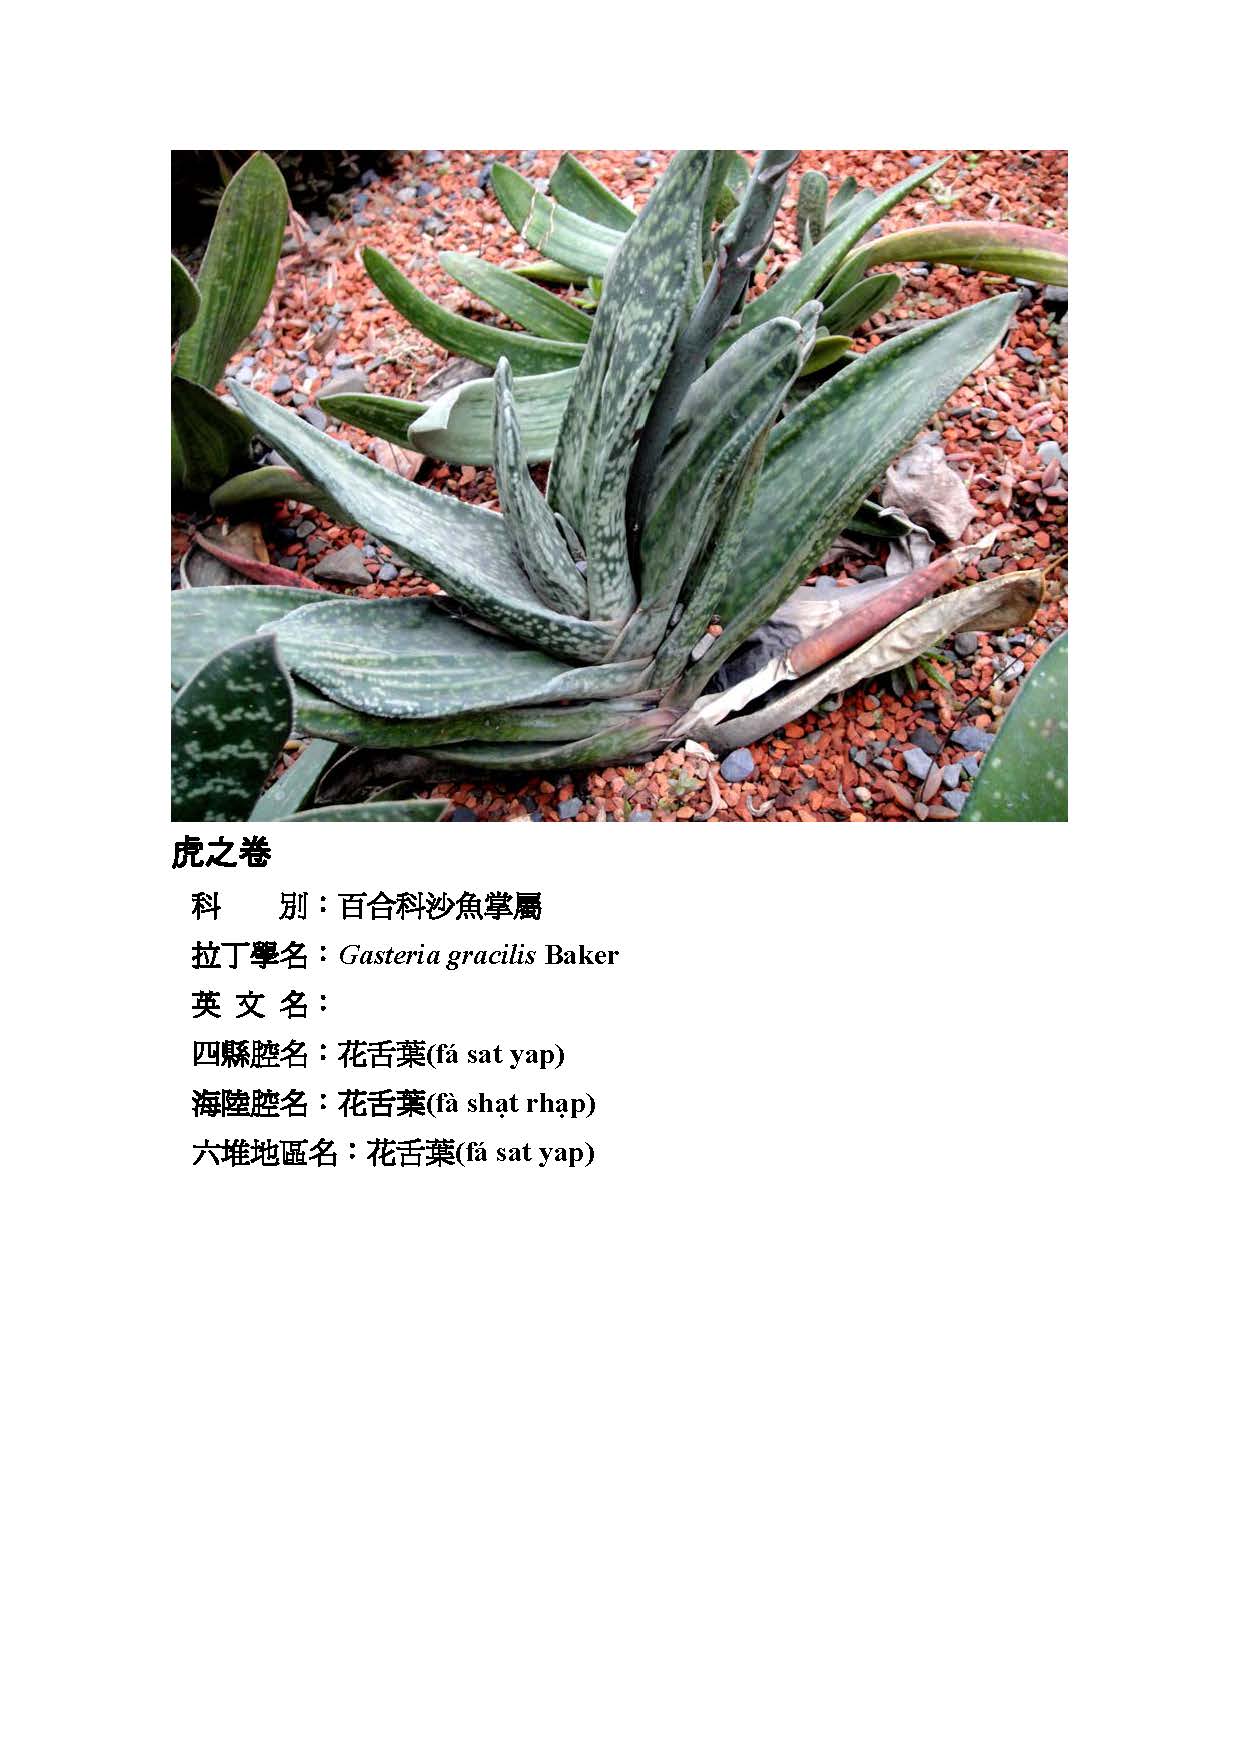 虎之卷
科　　別：百合科沙魚掌屬
拉丁學名：Gasteria gracilis Baker
英 文 名：
四縣腔名：花舌葉(fá sat yap)
海陸腔名：花舌葉(fà shạt rhạp)
六堆地區名：花舌葉(fá sat yap)